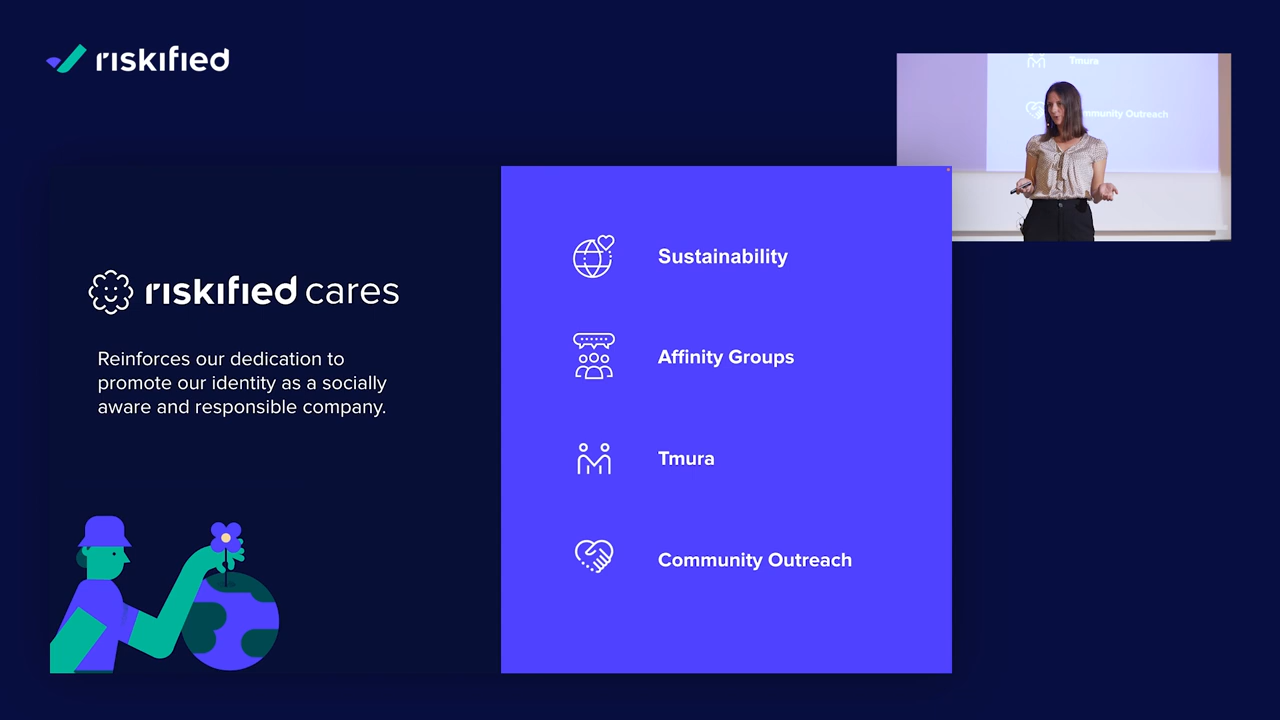 riskified
Tmura
mmunity Outreach
riskified cares
Reinforces our dedication to
promote our identity as a socially
aware and responsible company.
Sustainability
Affinity Groups
Tmura
Community Outreach